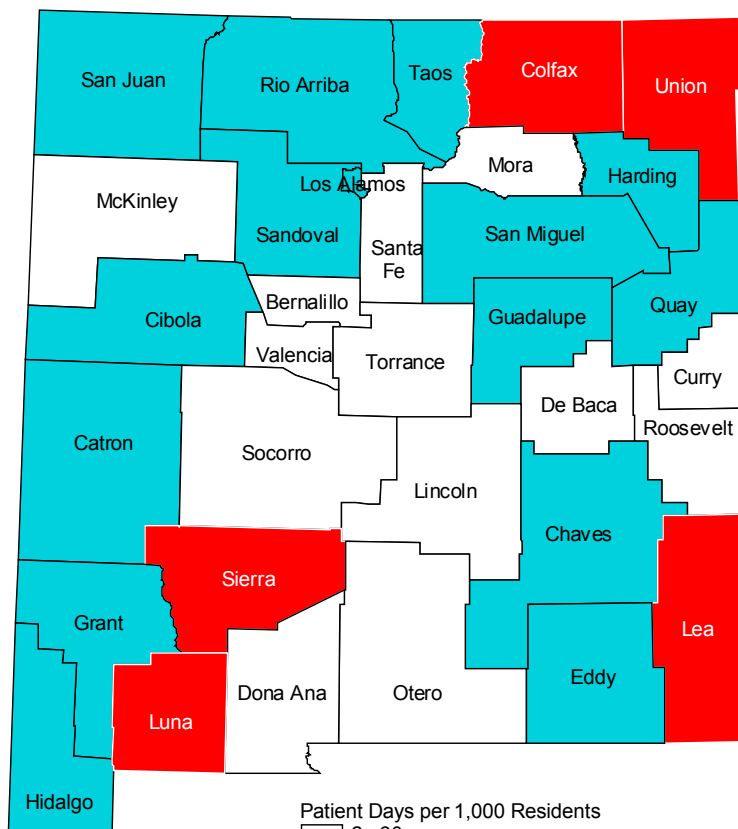 San Juan
Rio Arriba
Taos
Colfax
Union
Mora
Harding
Los Alamos
McKinley
Sandoval
Santa
Fe
San Miguel
Bernalillo
Cibola
Guadalupe
Quay
Valencia
Torrance
Curry
De Baca
Roosevelt
Catron
Socorro
Lincoln
Chaves
Sierra
Grant
Lea
Eddy
Dona Ana
Otero
Luna
Hidalgo
Patient Days per 1,000 Residents